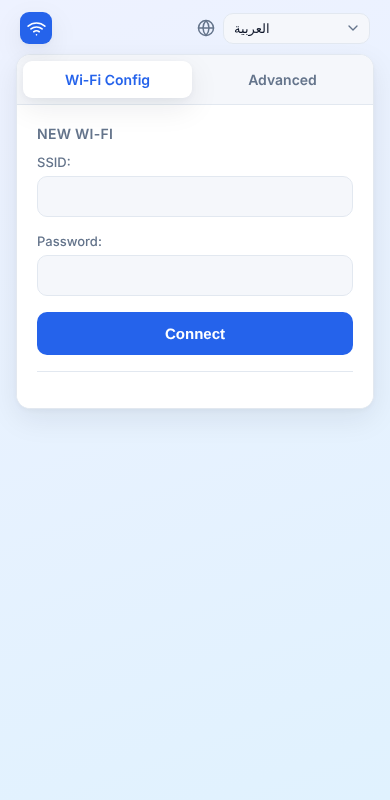 العربية
Wi-Fi Config
Advanced
NEW WI-FI
SSID:
Password:
Connect